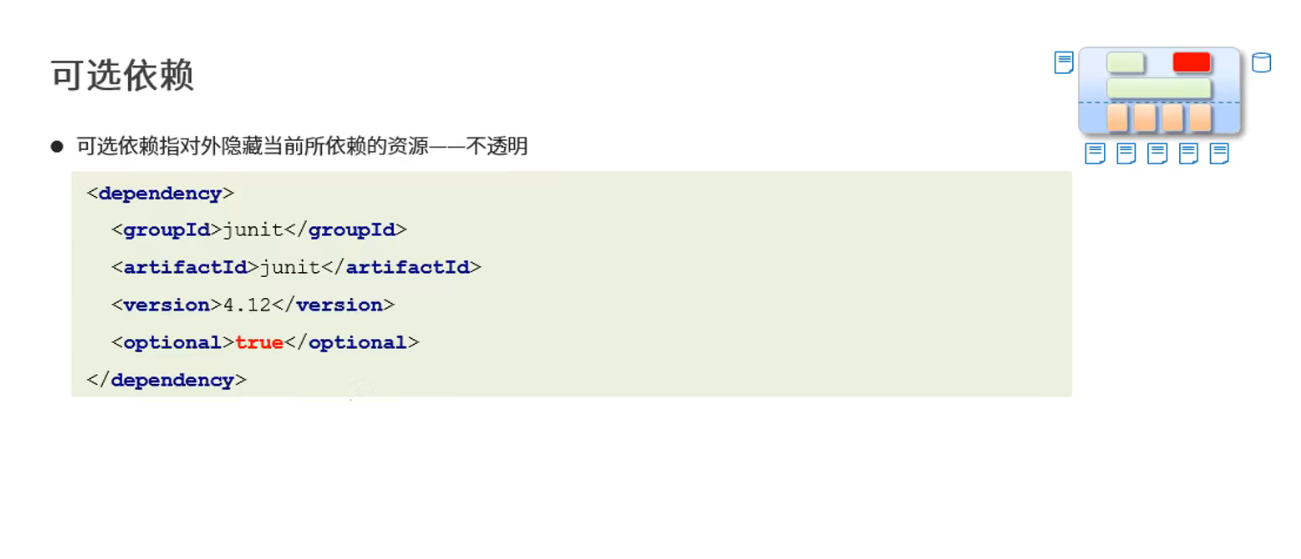 可选依赖
● 可选依赖指对外隐藏当前所依赖的资源——不透明
<dependency>
<groupId>junit</groupId>
<artifactId>junit</artifactId>
<version>4.12</version>
<optional>true</optional>
</dependency>